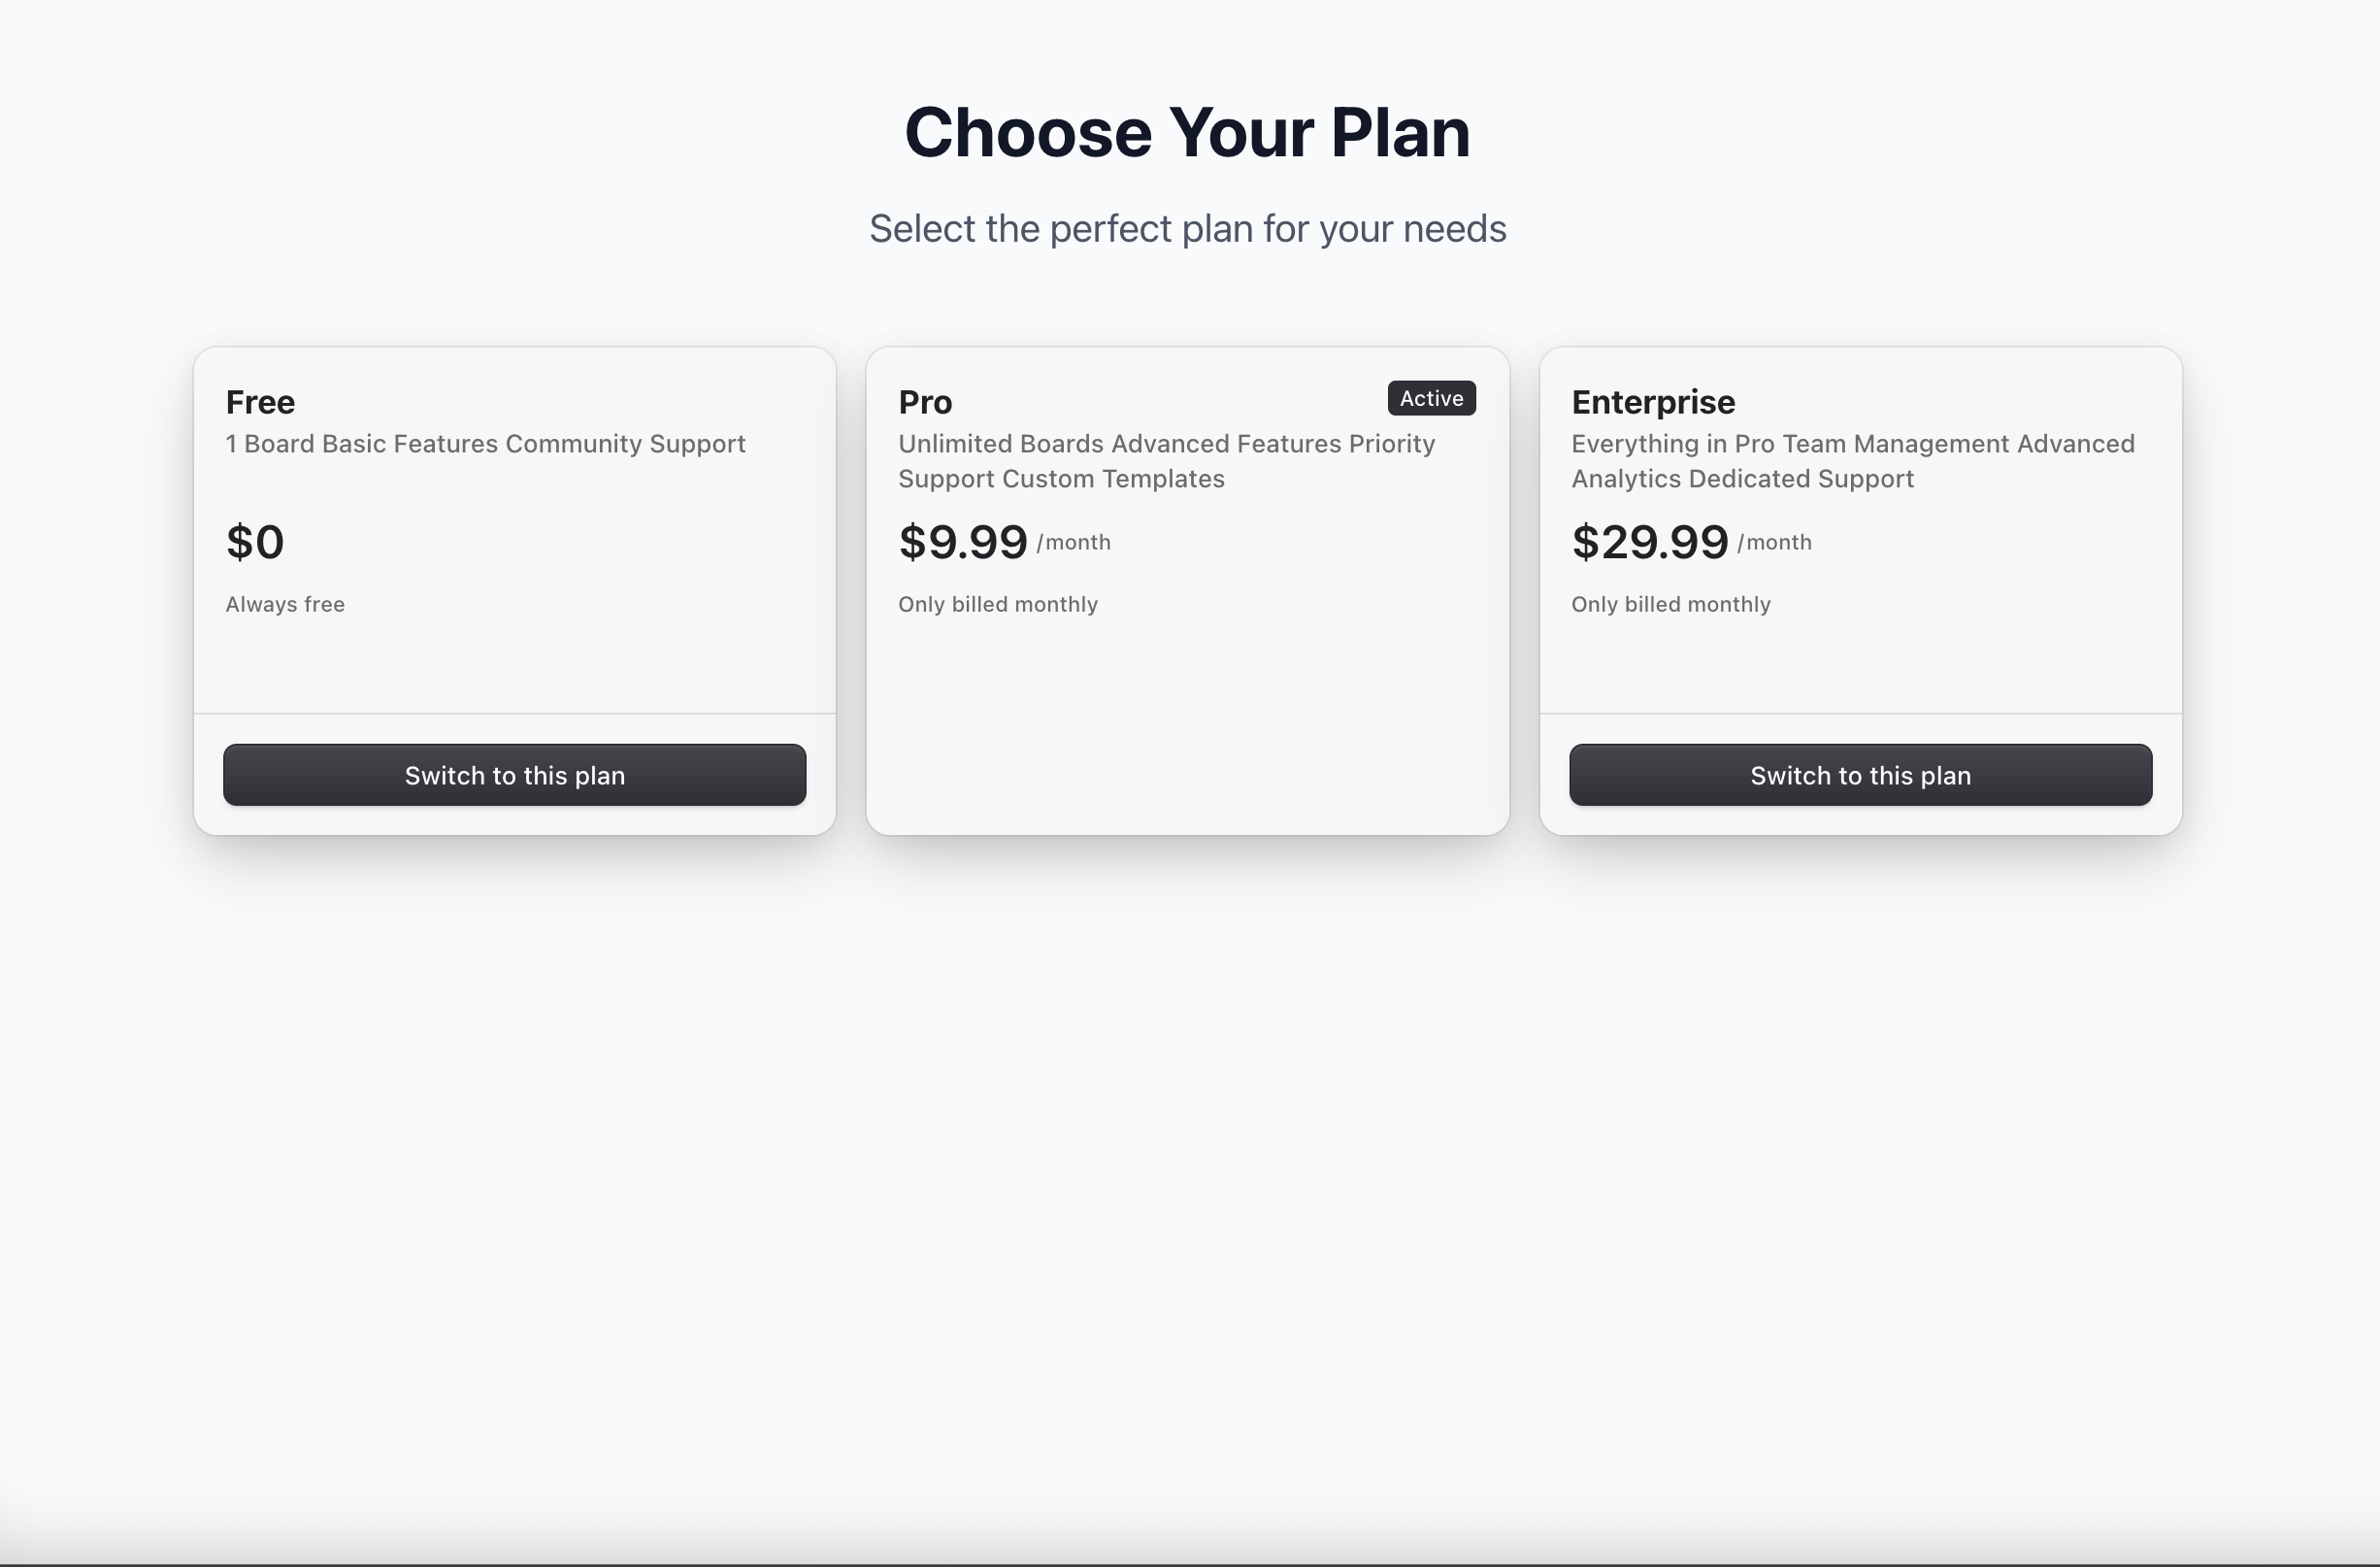 Choose Your Plan
Select the perfect plan for your needs
Free
1 Board Basic Features Community Support
$0
Always free
Switch to this plan
Pro
Active
Unlimited Boards Advanced Features Priority
Support Custom Templates
$9.99 /month
Only billed monthly
Enterprise
Everything in Pro Team Management Advanced
Analytics Dedicated Support
$29.99 /month
Only billed monthly
Switch to this plan